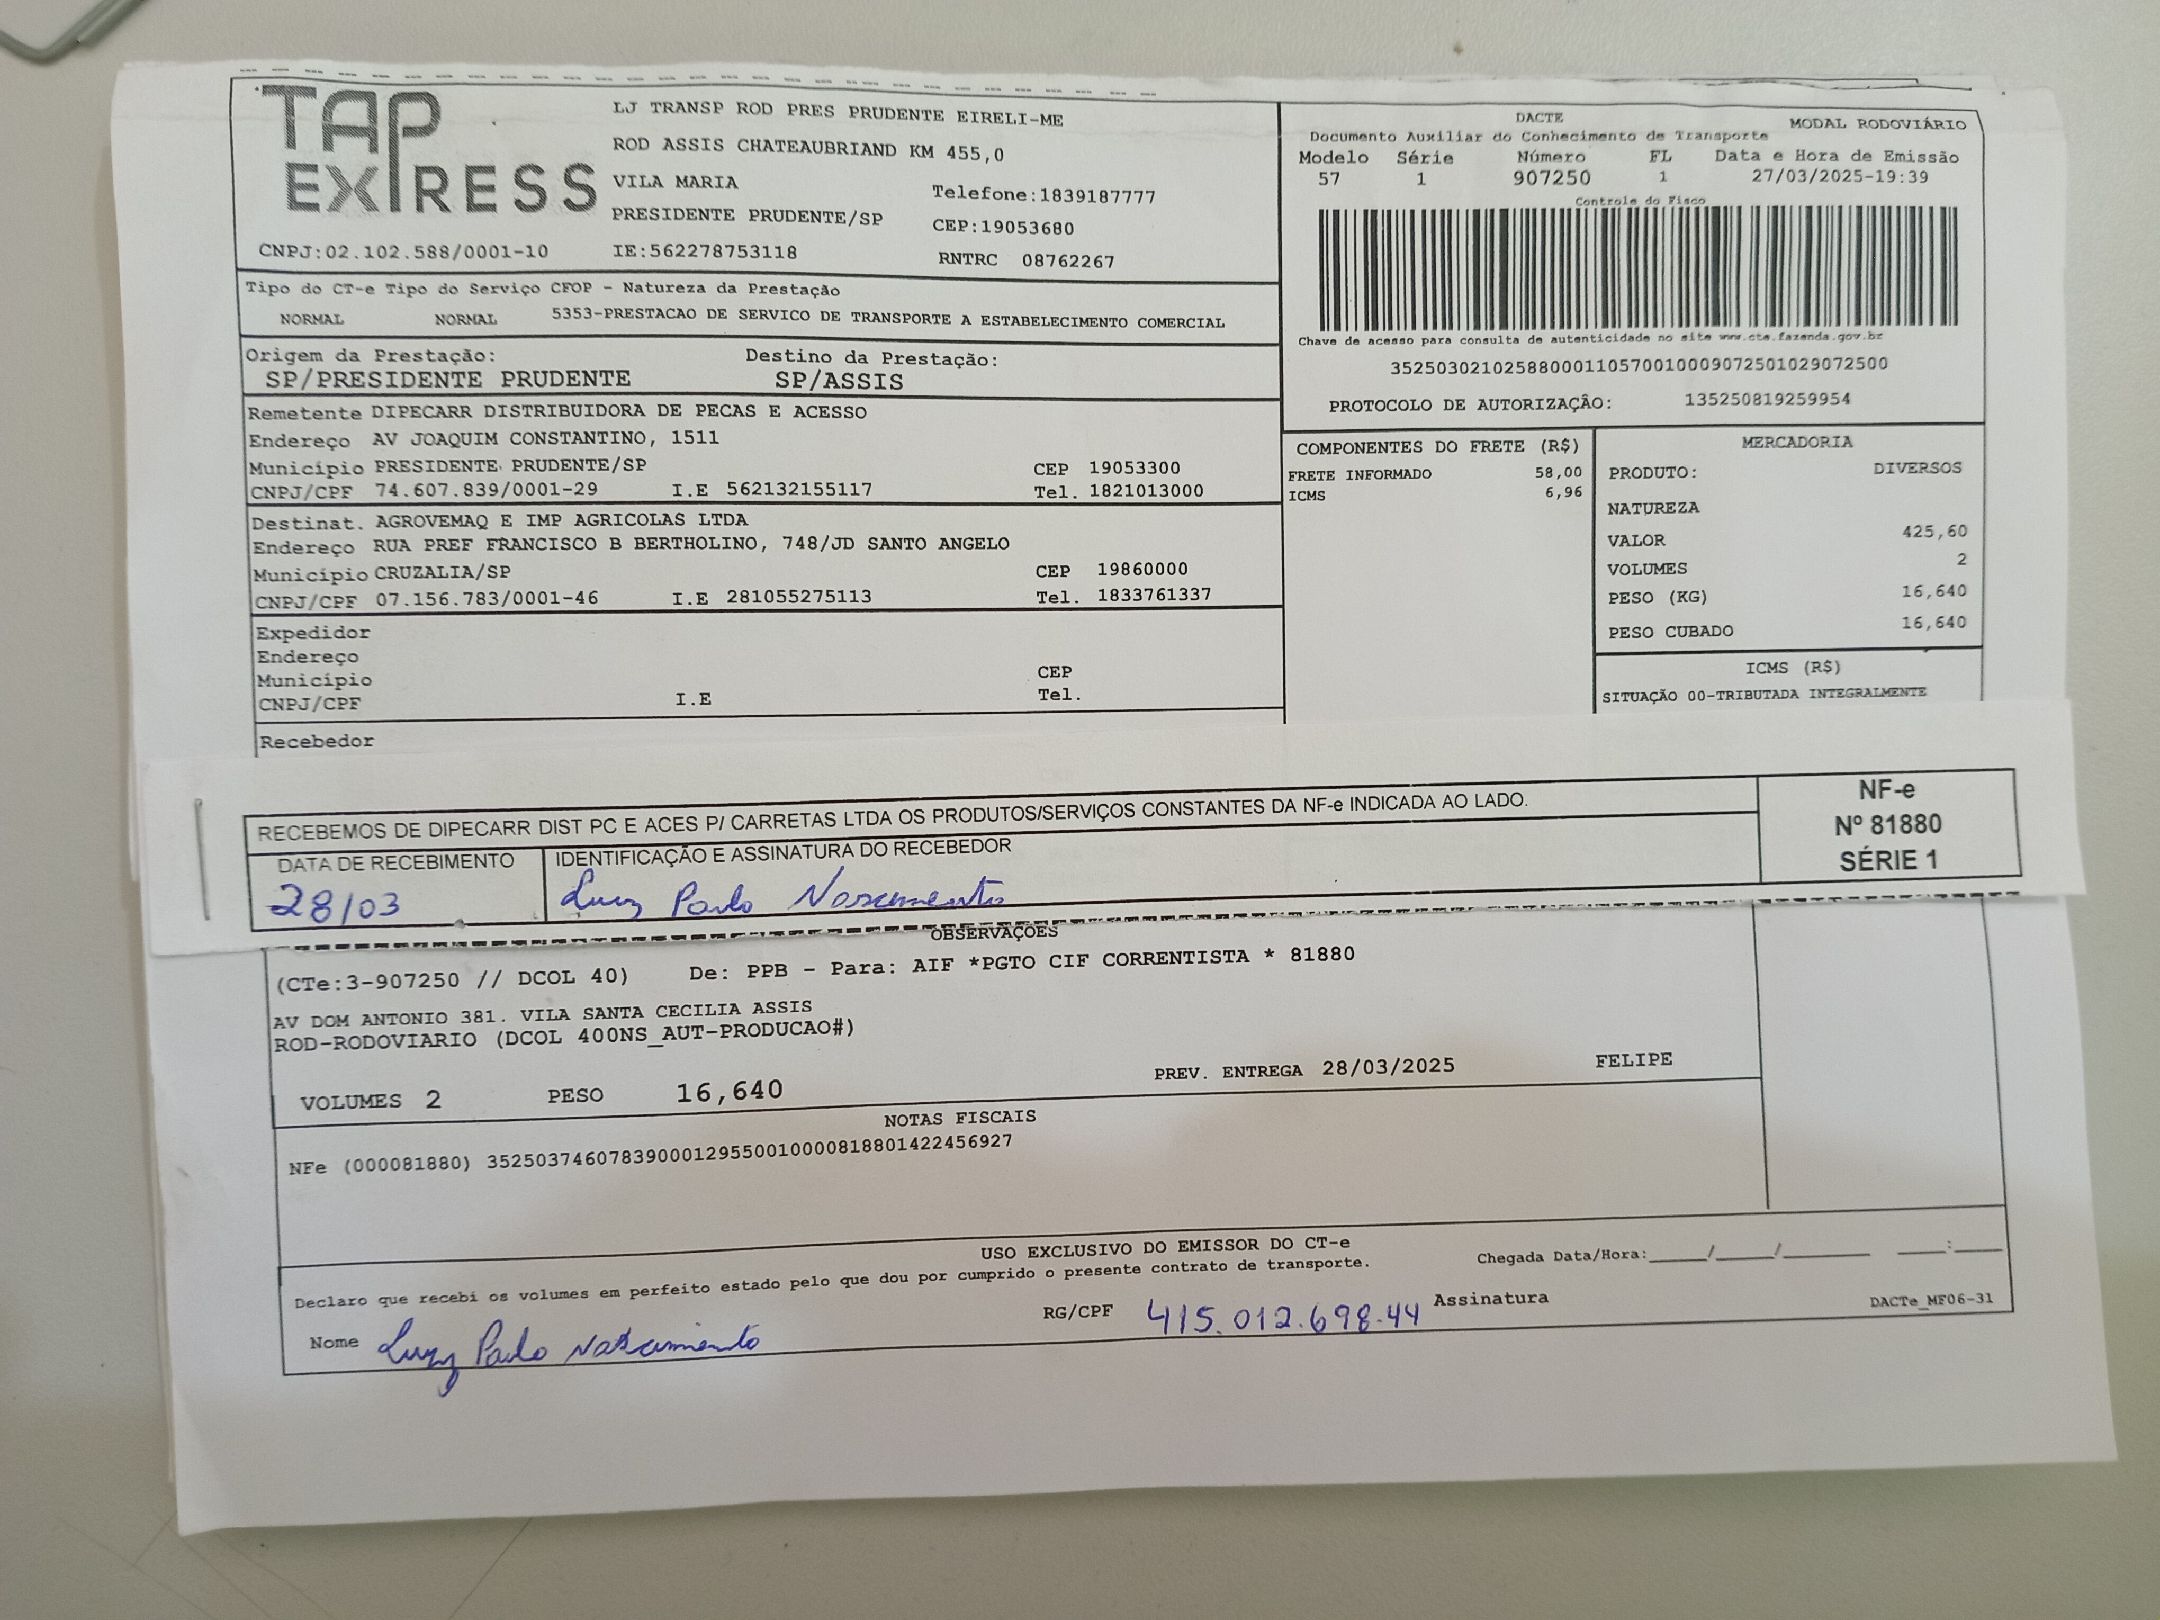 TAP
EXPRESS
LJ TRANSP ROD PRES PRUDENTE EIRELI-ME
ROD ASSIS CHATEAUBRIAND KM 455,0
VILA MARIA
Telefone:1839187777
PRESIDENTE PRUDENTE/SP
CEP:19053680
CNPJ:02.102.588/0001-10 IE:562278753118 RNTRC 08762267
DACTE
MODAL RODOVIÁRIO
Documento Auxiliar do Conhecimento de Transporte
Modelo Série Número FL Data e Hora de Emissão
57 1 907250 1 27/03/2025-19:39
Controle do Fisco
Chave de acesso para consulta de autenticidade no site www.cte.fazenda.gov.br
35250302102588000110570010009072501029072500
PROTOCOLO DE AUTORIZAÇÃO: 135250819259954
Tipo do CT-e Tipo do Serviço CFOP - Natureza da Prestação
NORMAL NORMAL 5353-PRESTACAO DE SERVICO DE TRANSPORTE A ESTABELECIMENTO COMERCIAL
Origem da Prestação: Destino da Prestação:
SP/PRESIDENTE PRUDENTE SP/ASSIS
Remetente DIPECARR DISTRIBUIDORA DE PECAS E ACESSO
Endereço AV JOAQUIM CONSTANTINO, 1511
Município PRESIDENTE PRUDENTE/SP CEP 19053300
CNPJ/CPF 74.607.839/0001-29 I.E 562132155117 Tel. 1821013000
Destinat. AGROVEMAQ E IMP AGRICOLAS LTDA
Endereço RUA PREF FRANCISCO B BERTHOLINO, 748/JD SANTO ANGELO
Município CRUZALIA/SP CEP 19860000
CNPJ/CPF 07.156.783/0001-46 I.E 281055275113 Tel. 1833761337
Expedidor
Endereço
Município CEP
CNPJ/CPF I.E Tel.
Recebedor
COMPONENTES DO FRETE (R$)
FRETE INFORMADO 58,00
ICMS 6,96
MERCADORIA
PRODUTO: DIVERSOS
NATUREZA
VALOR 425,60
VOLUMES 2
PESO (KG) 16,640
PESO CUBADO 16,640
ICMS (R$)
SITUAÇÃO 00-TRIBUTADA INTEGRALMENTE
RECEBEMOS DE DIPECARR DIST PC E ACES P/ CARRETAS LTDA OS PRODUTOS/SERVIÇOS CONSTANTES DA NF-e INDICADA AO LADO.
DATA DE RECEBIMENTO IDENTIFICAÇÃO E ASSINATURA DO RECEBEDOR
28/03 Luiz Paulo Nascimento
NF-e
Nº 81880
SÉRIE 1
OBSERVAÇÕES
(CTe:3-907250 // DCOL 40) De: PPB - Para: AIF *PGTO CIF CORRENTISTA * 81880
AV DOM ANTONIO 381. VILA SANTA CECILIA ASSIS
ROD-RODOVIARIO (DCOL 400NS_AUT-PRODUCAO#)
VOLUMES 2 PESO 16,640 PREV. ENTREGA 28/03/2025 FELIPE
NOTAS FISCAIS
NFe (000081880) 35250374607839000129550010000818801422456927
USO EXCLUSIVO DO EMISSOR DO CT-e
Declaro que recebi os volumes em perfeito estado pelo que dou por cumprido o presente contrato de transporte. Chegada Data/Hora:_____/_____/_______ ____:____
Nome Luiz Paulo Nascimento RG/CPF 415.012.698.44 Assinatura DACTe_MF06-31